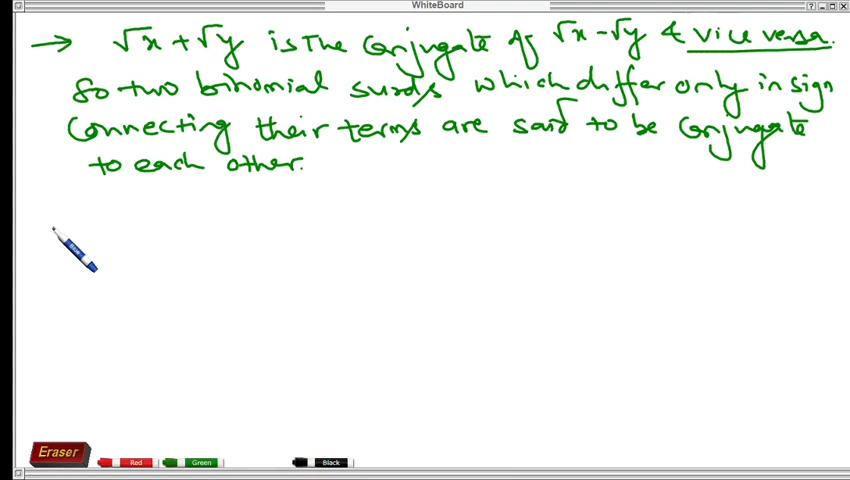 WhiteBoard
→ √x + √y is the Conjugate of √x - √y & vice versa.
So two binomial surds which differ only in sign
Connecting their terms are said to be Conjugate
to each other.
Blue
Eraser
Red Green Black